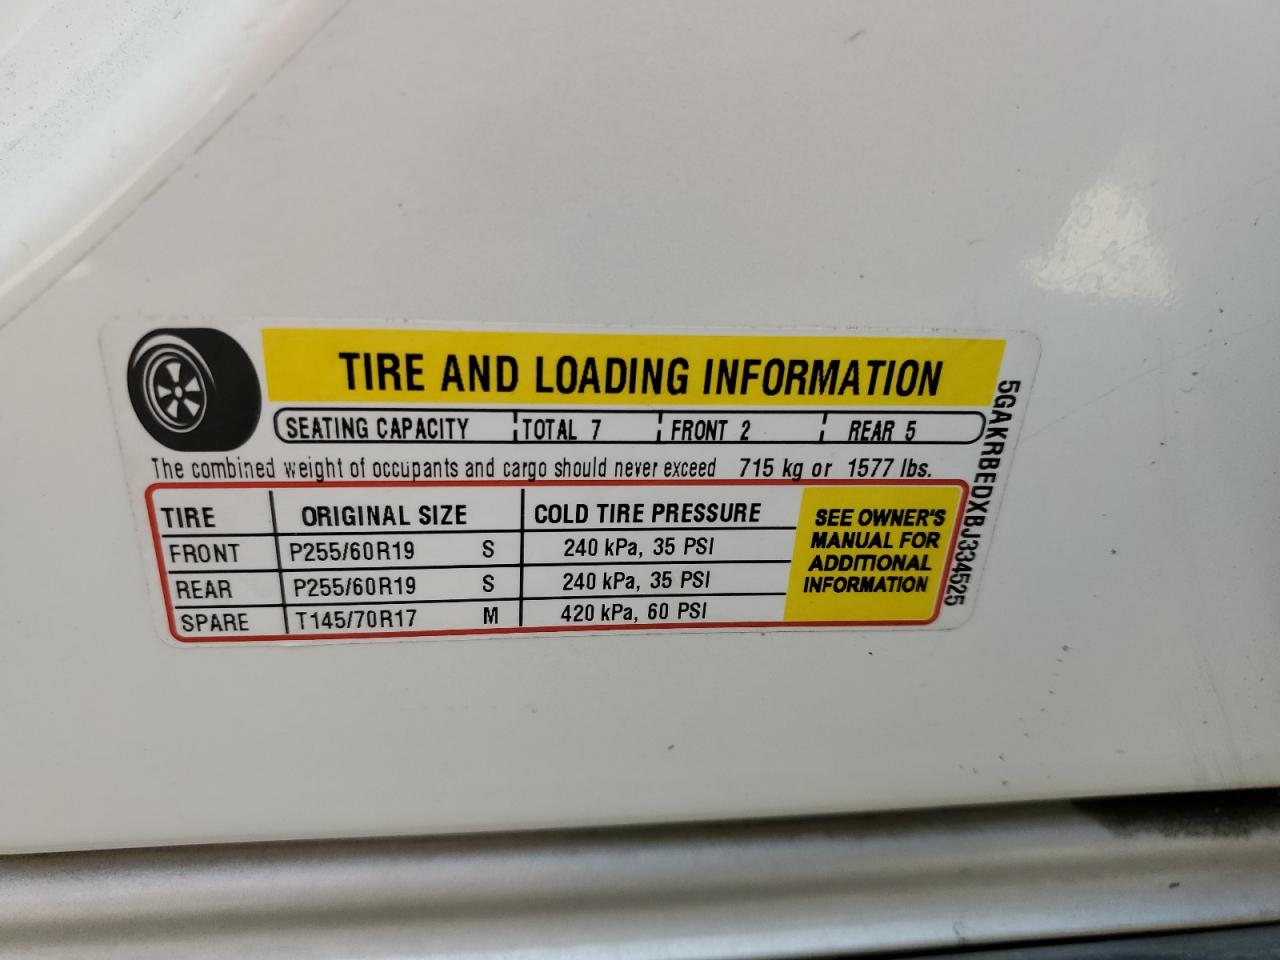 TIRE AND LOADING INFORMATION
SEATING CAPACITY TOTAL 7 FRONT 2 REAR 5
The combined weight of occupants and cargo should never exceed 715 kg or 1577 lbs.
TIRE ORIGINAL SIZE COLD TIRE PRESSURE
FRONT P255/60R19 S 240 kPa, 35 PSI
REAR P255/60R19 S 240 kPa, 35 PSI
SPARE T145/70R17 M 420 kPa, 60 PSI
SEE OWNER'S
MANUAL FOR
ADDITIONAL
INFORMATION
5GAKRBEDXBJ334525